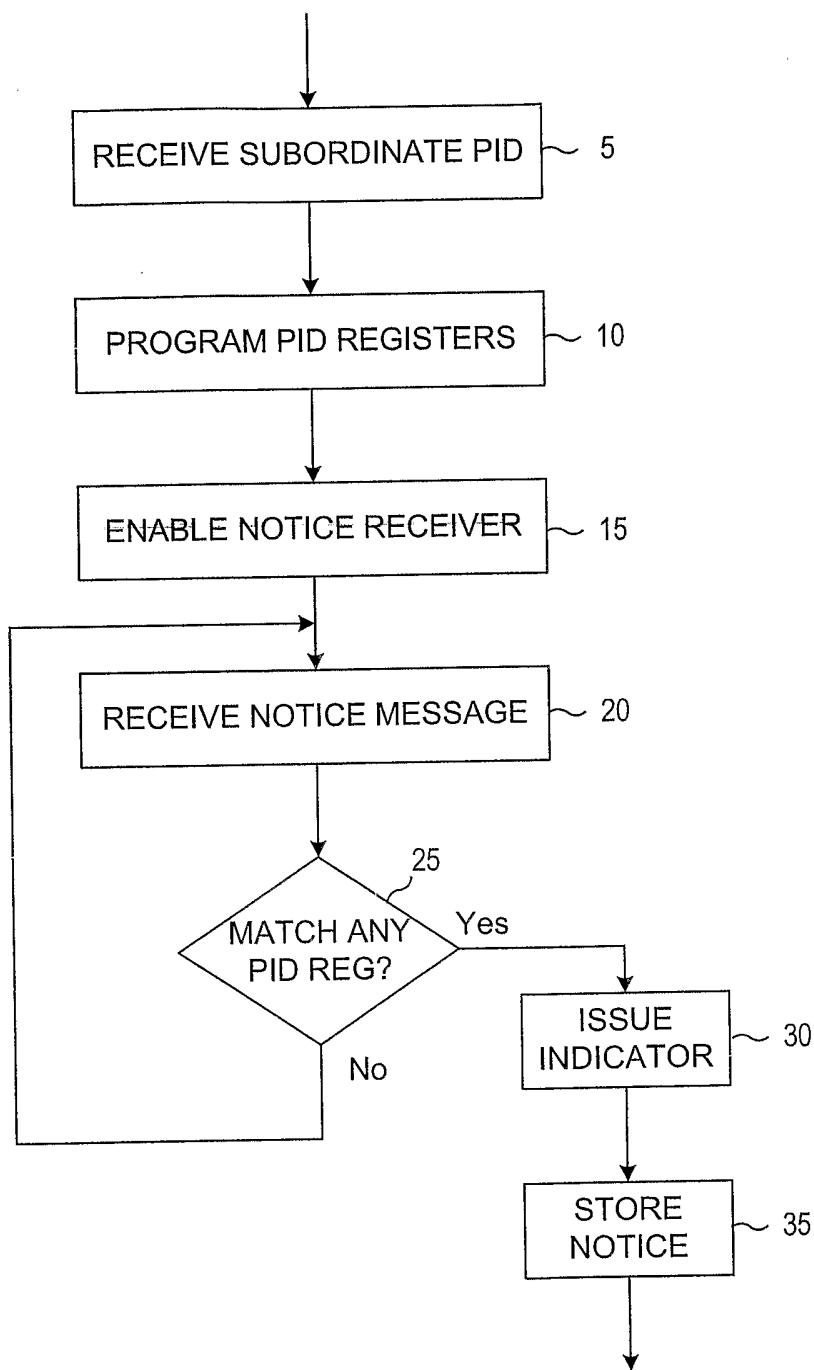 RECEIVE SUBORDINATE PID
5
PROGRAM PID REGISTERS
10
ENABLE NOTICE RECEIVER
15
RECEIVE NOTICE MESSAGE
20
25
MATCH ANY
PID REG?
Yes
No
ISSUE
INDICATOR
30
STORE
NOTICE
35